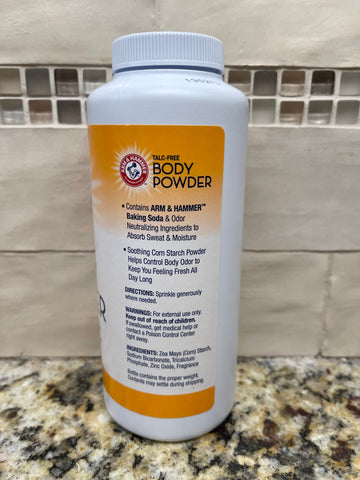 ARM & HAMMER
TALC-FREE
BODY
POWDER
• Contains ARM & HAMMER™
Baking Soda & Odor
Neutralizing Ingredients to
Absorb Sweat & Moisture
• Soothing Corn Starch Powder
Helps Control Body Odor to
Keep You Feeling Fresh All
Day Long
DIRECTIONS: Sprinkle generously
where needed.
WARNINGS: For external use only.
Keep out of reach of children.
If swallowed, get medical help or
contact a Poison Control Center
right away.
INGREDIENTS: Zea Mays (Corn) Starch,
Sodium Bicarbonate, Tricalcium
Phosphate, Zinc Oxide, Fragrance
Bottle contains the proper weight.
Contents may settle during shipping.
ER